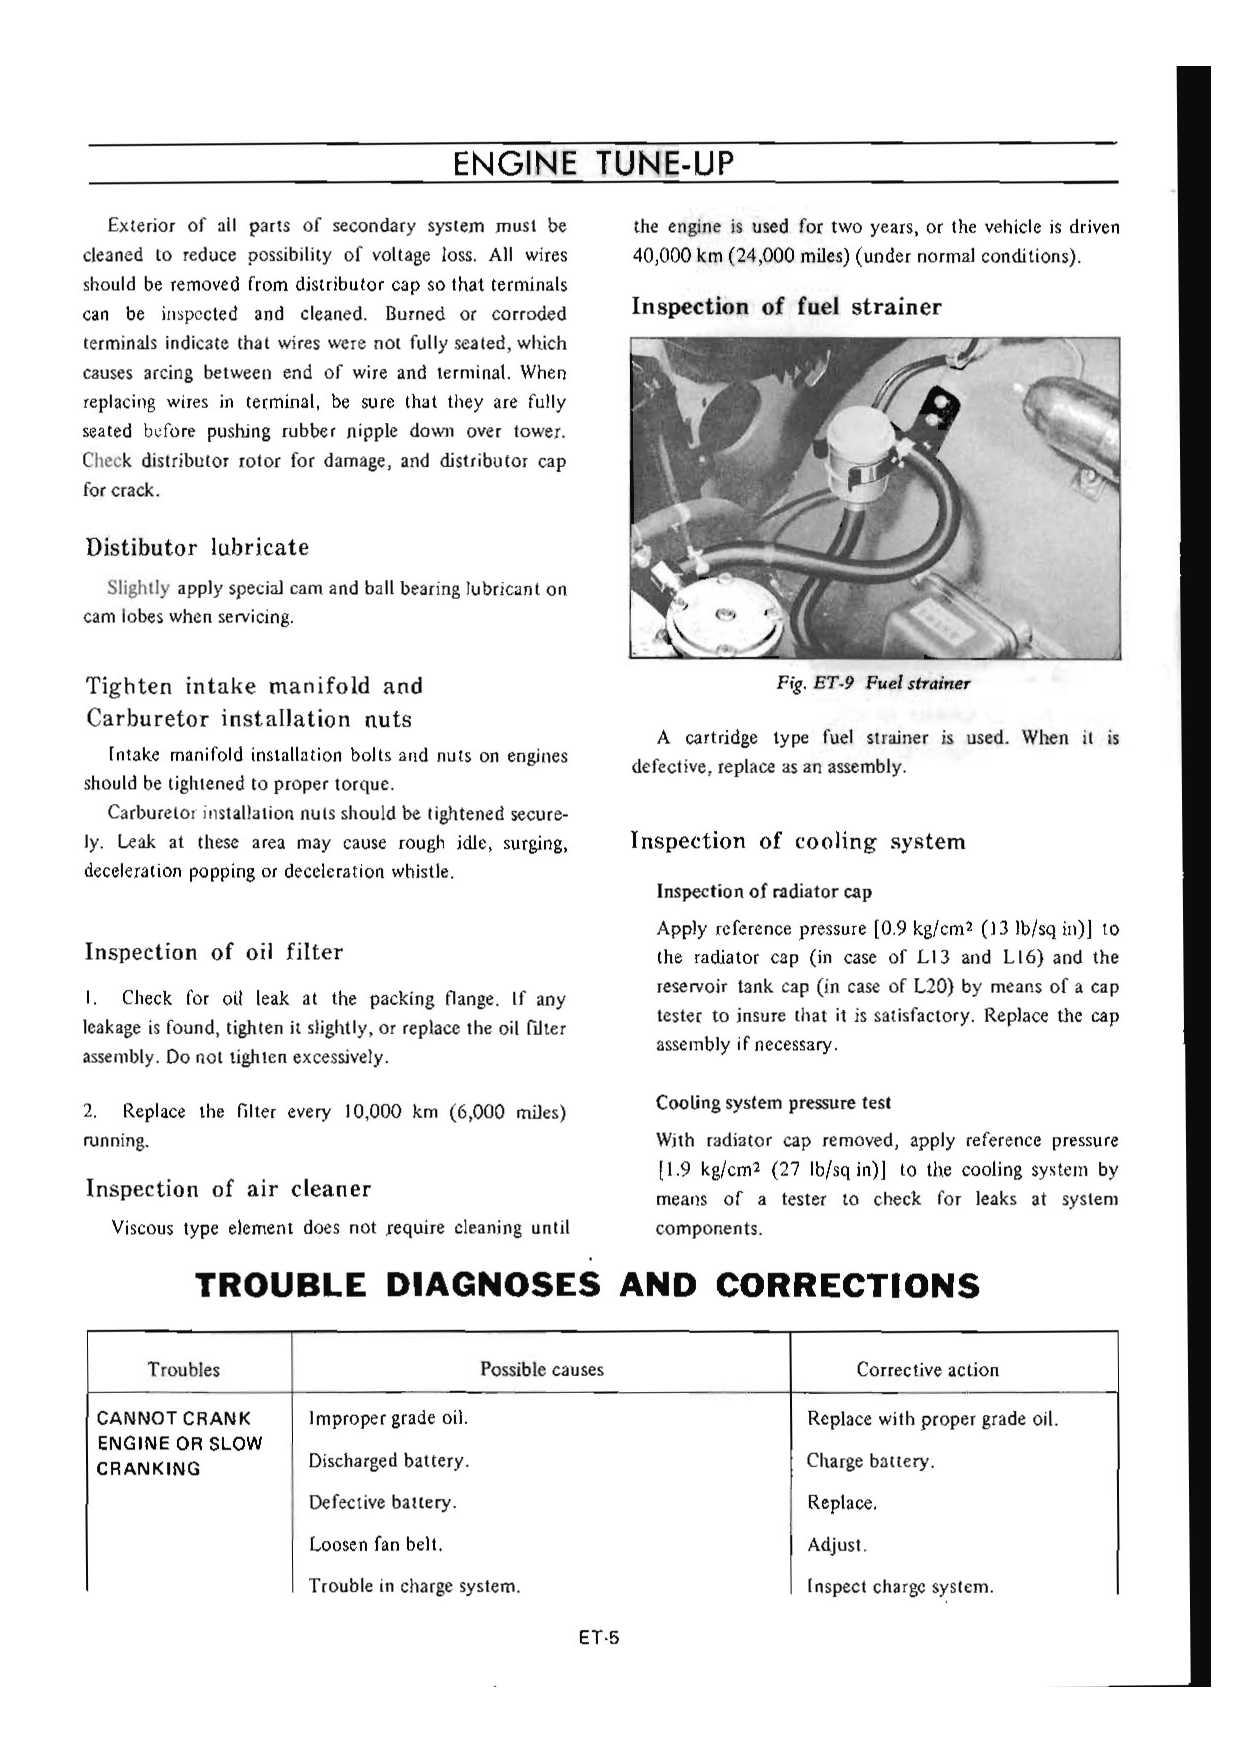 ENGINE TUNE-UP
Exterior of all parts of secondary system must be
cleaned to reduce possibility of voltage loss. All wires
should be removed from distributor cap so that terminals
can be inspected and cleaned. Burned or corroded
terminals indicate that wires were not fully seated, which
causes arcing between end of wire and terminal. When
replacing wires in terminal, be sure that they are fully
seated before pushing rubber nipple down over tower.
Check distributor rotor for damage, and distributor cap
for crack.
Distibutor lubricate
Slightly apply special cam and ball bearing lubricant on
cam lobes when servicing.
Tighten intake manifold and
Carburetor installation nuts
Intake manifold installation bolts and nuts on engines
should be tightened to proper torque.
Carburetor installation nuts should be tightened secure-
ly. Leak at these area may cause rough idle, surging,
deceleration popping or deceleration whistle.
Inspection of oil filter
1. Check for oil leak at the packing flange. If any
leakage is found, tighten it slightly, or replace the oil filter
assembly. Do not tighten excessively.
2. Replace the filter every 10,000 km (6,000 miles)
running.
Inspection of air cleaner
Viscous type element does not require cleaning until
the engine is used for two years, or the vehicle is driven
40,000 km (24,000 miles) (under normal conditions).
Inspection of fuel strainer
Fig. ET-9 Fuel strainer
A cartridge type fuel strainer is used. When it is
defective, replace as an assembly.
Inspection of cooling system
Inspection of radiator cap
Apply reference pressure [0.9 kg/cm² (13 lb/sq in)] to
the radiator cap (in case of L13 and L16) and the
reservoir tank cap (in case of L20) by means of a cap
tester to insure that it is satisfactory. Replace the cap
assembly if necessary.
Cooling system pressure test
With radiator cap removed, apply reference pressure
[1.9 kg/cm² (27 lb/sq in)] to the cooling system by
means of a tester to check for leaks at system
components.
TROUBLE DIAGNOSES AND CORRECTIONS
Troubles Possible causes Corrective action
CANNOT CRANK Improper grade oil. Replace with proper grade oil.
ENGINE OR SLOW
Discharged battery. Charge battery.
CRANKING
Defective battery. Replace.
Loosen fan belt. Adjust.
Trouble in charge system. Inspect charge system.
ET-5